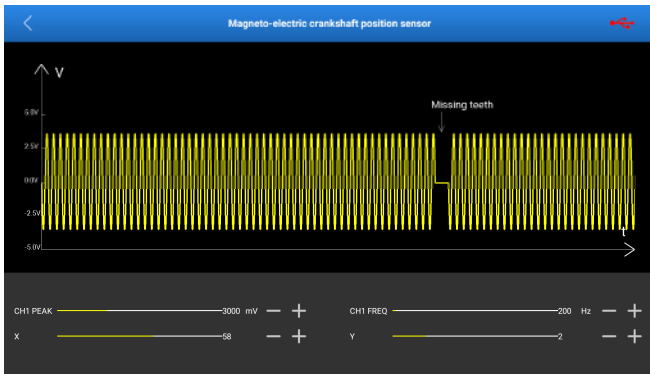 Magneto-electric crankshaft position sensor
V
Missing teeth
5.0V
2.5V
0.0V
-2.5V
t
-5.0V
CH1 PEAK 3000 mV
CH1 FREQ 200 Hz
X 58
Y 2